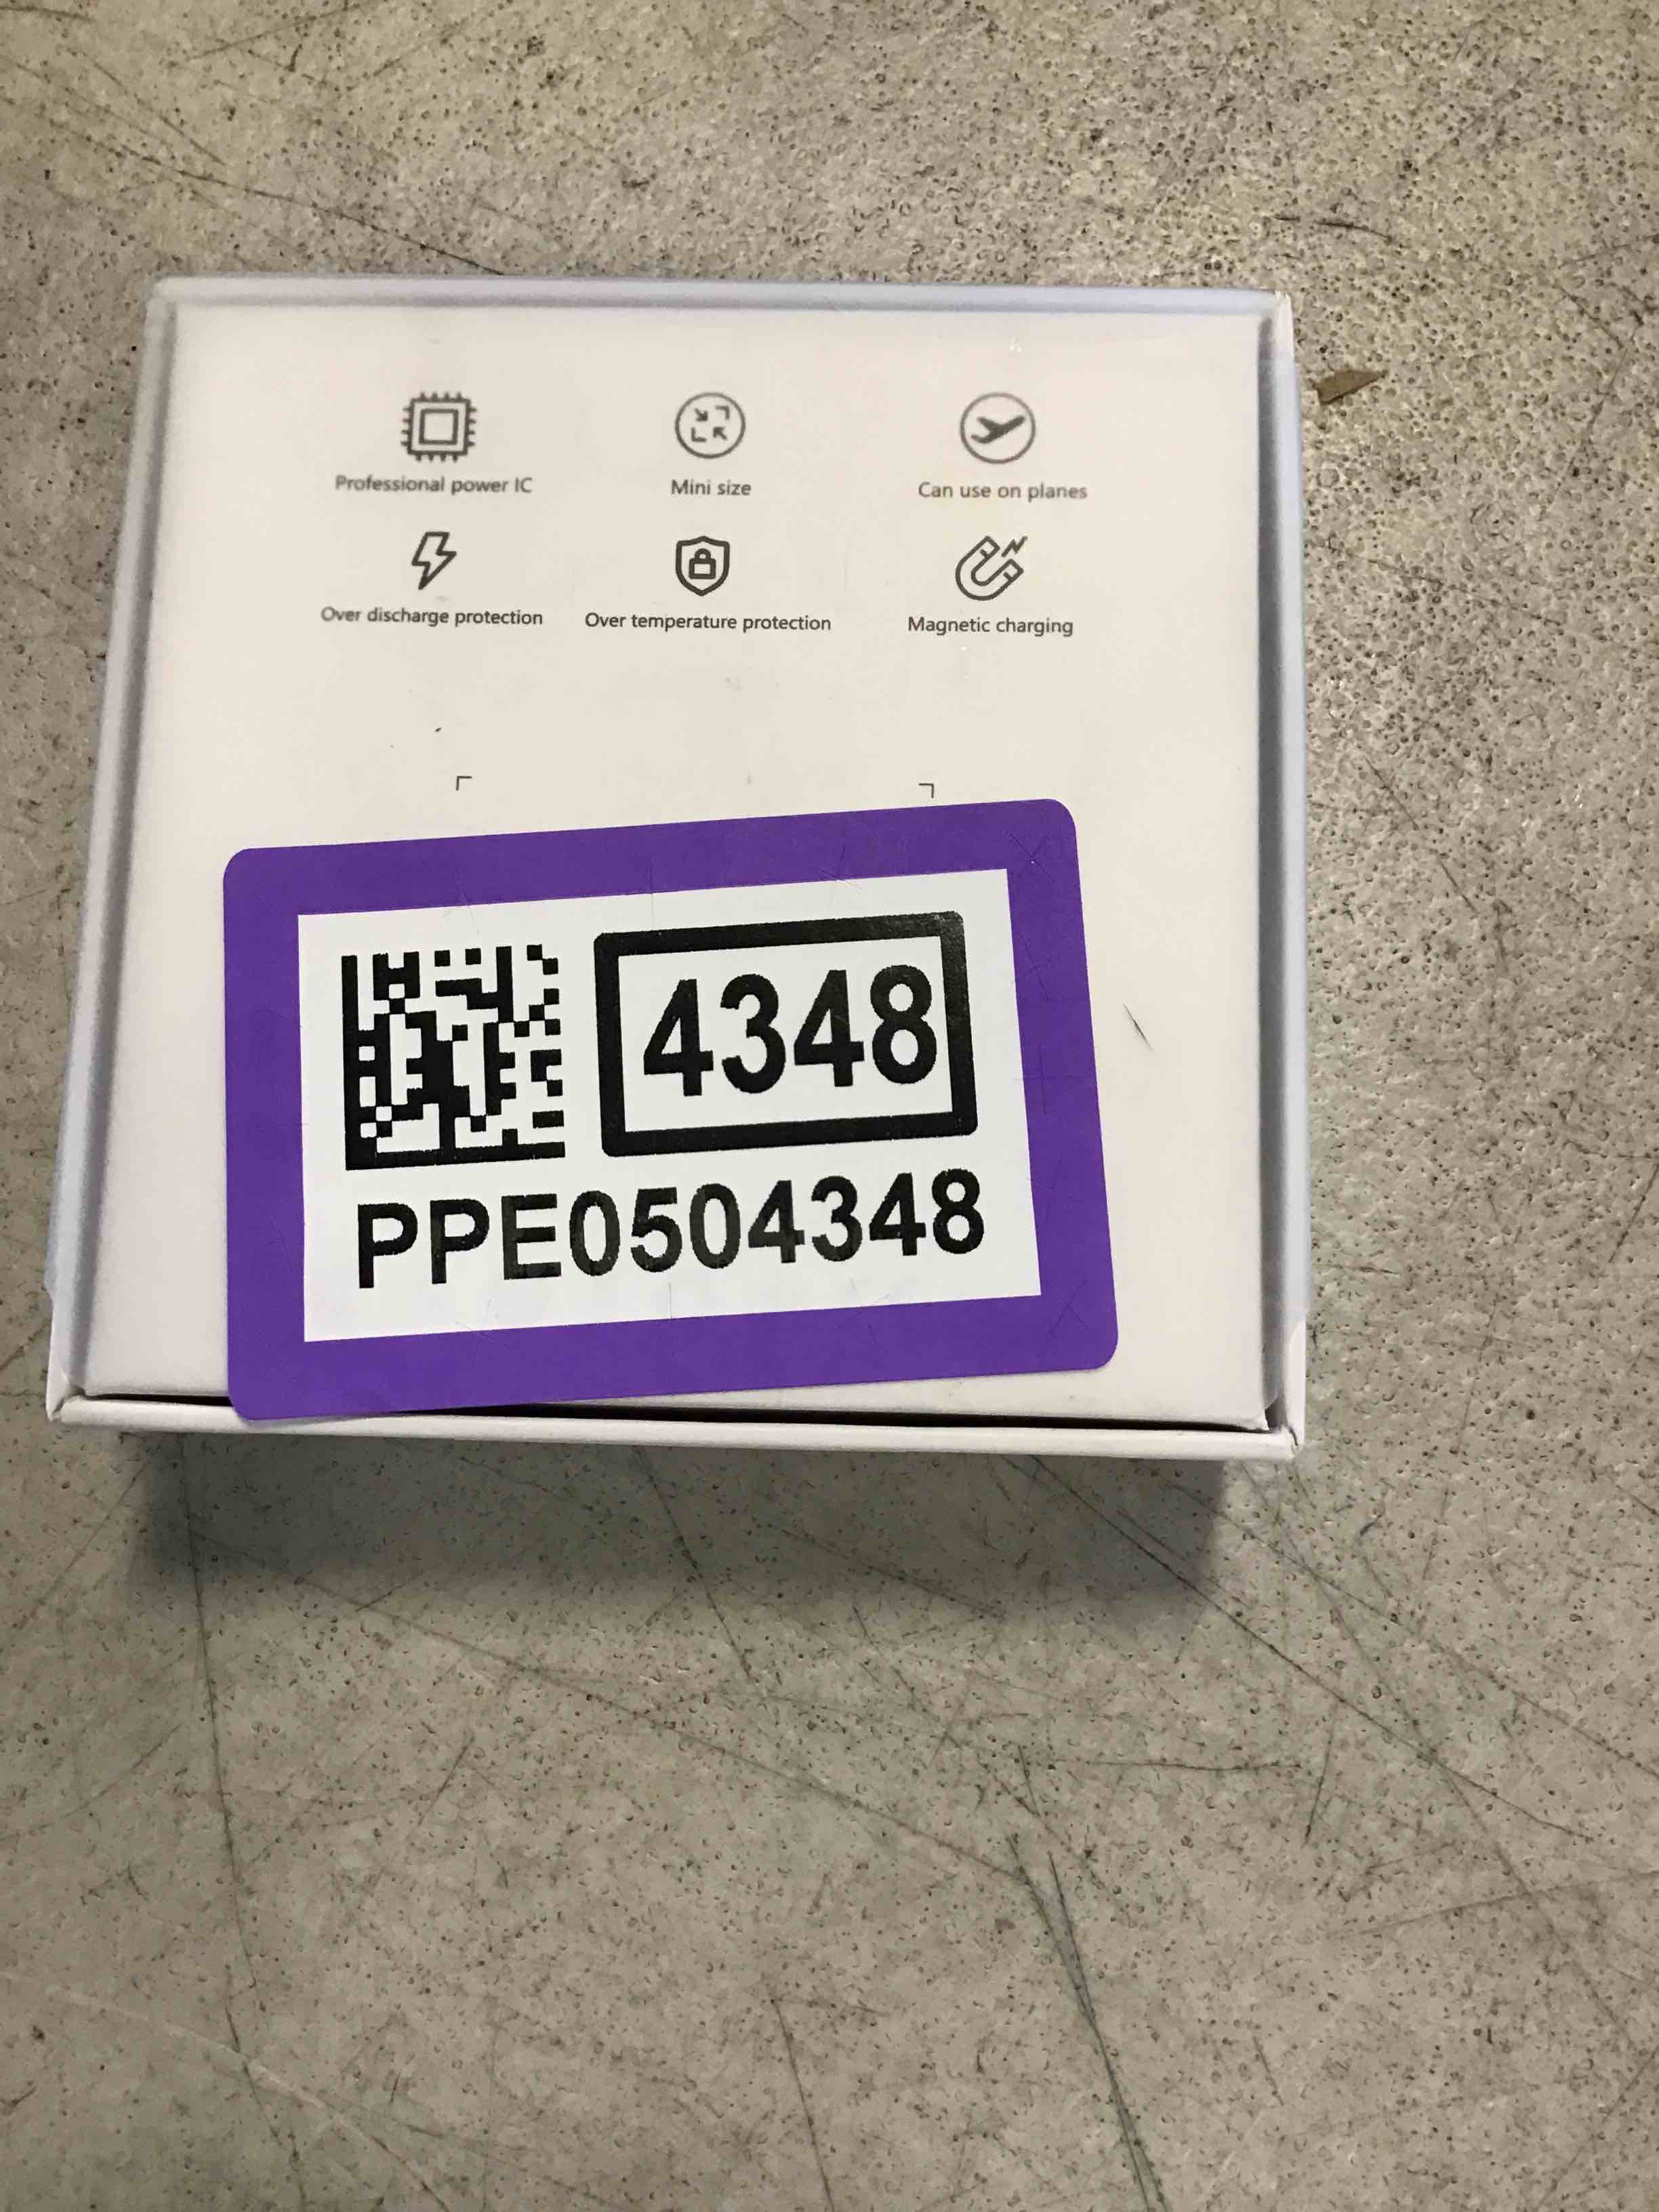 Professional power IC
Mini size
Can use on planes
Over discharge protection
Over temperature protection
Magnetic charging
4348
PPE0504348